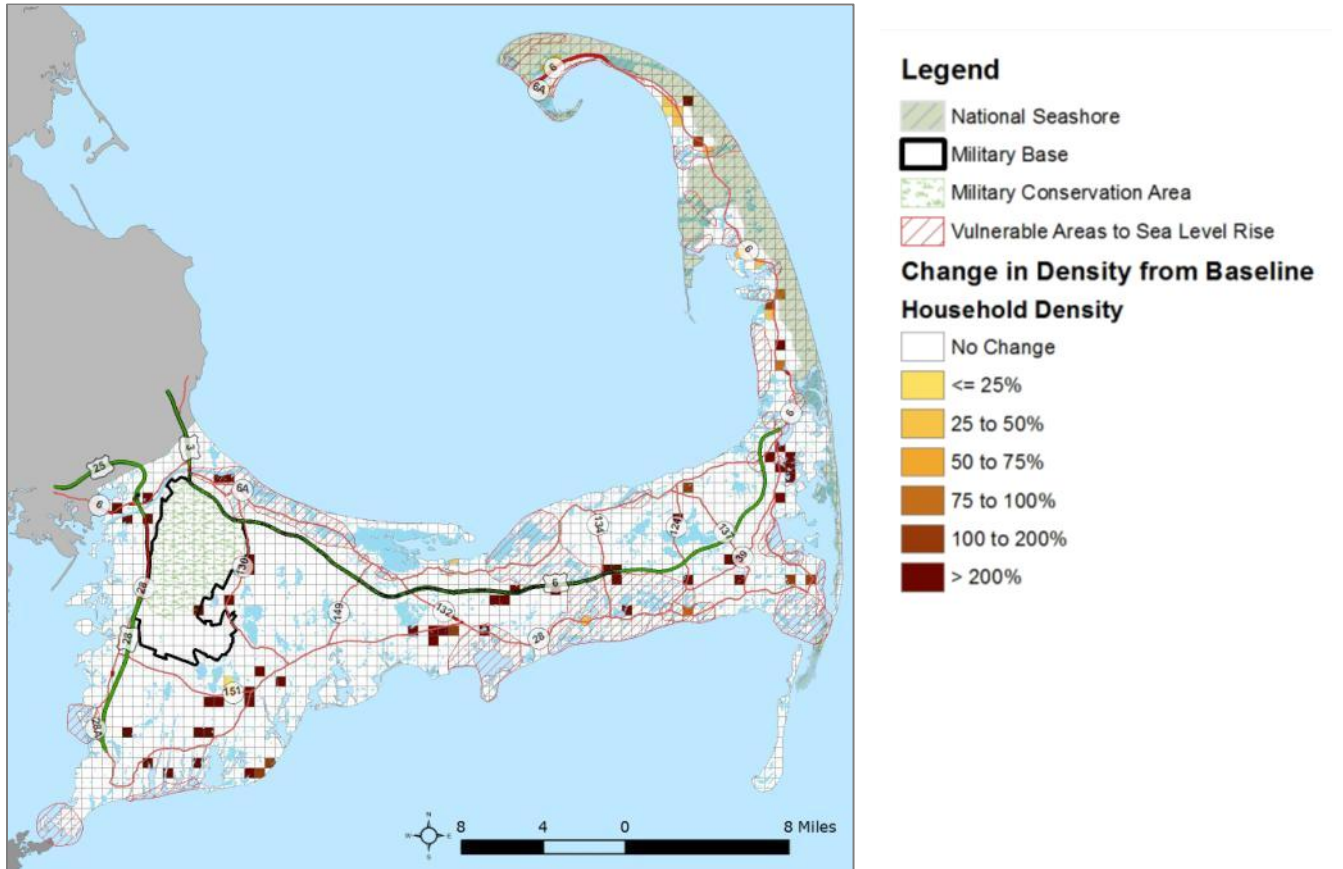 6
6A
6
6
3
25
6A
6
28
130
134
124
137
39
6
149
132
28
28
151
28A
N
W
E
S
8
4
0
8 Miles
Legend
National Seashore
Military Base
Military Conservation Area
Vulnerable Areas to Sea Level Rise
Change in Density from Baseline
Household Density
No Change
<= 25%
25 to 50%
50 to 75%
75 to 100%
100 to 200%
> 200%